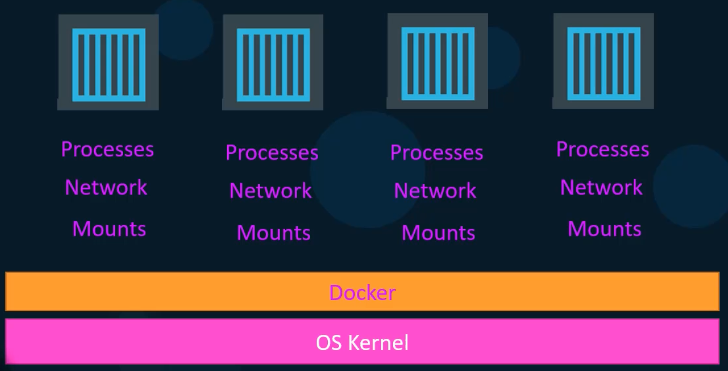 Processes Processes Processes Processes
Network Network Network Network
Mounts Mounts Mounts Mounts
Docker
OS Kernel